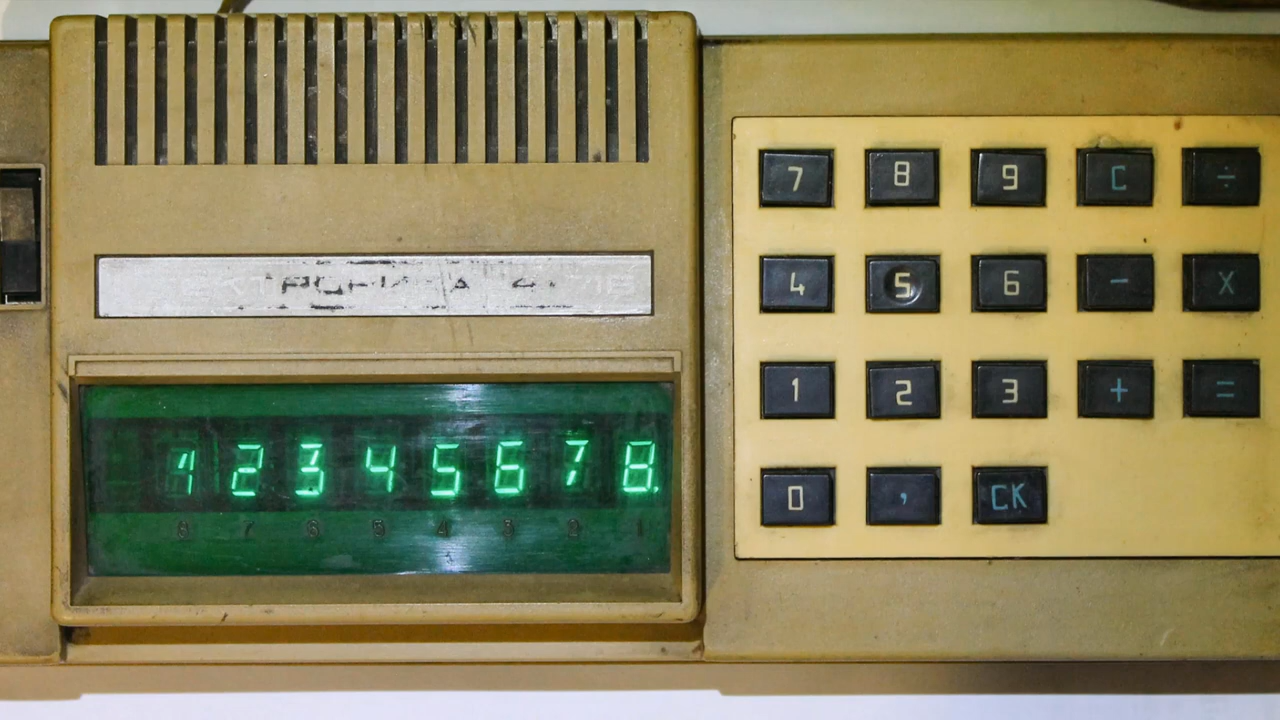 12345678.
8 7 6 5 4 3 2 1
7 8 9 C ÷
4 5 6 − X
1 2 3 + =
0 , CK